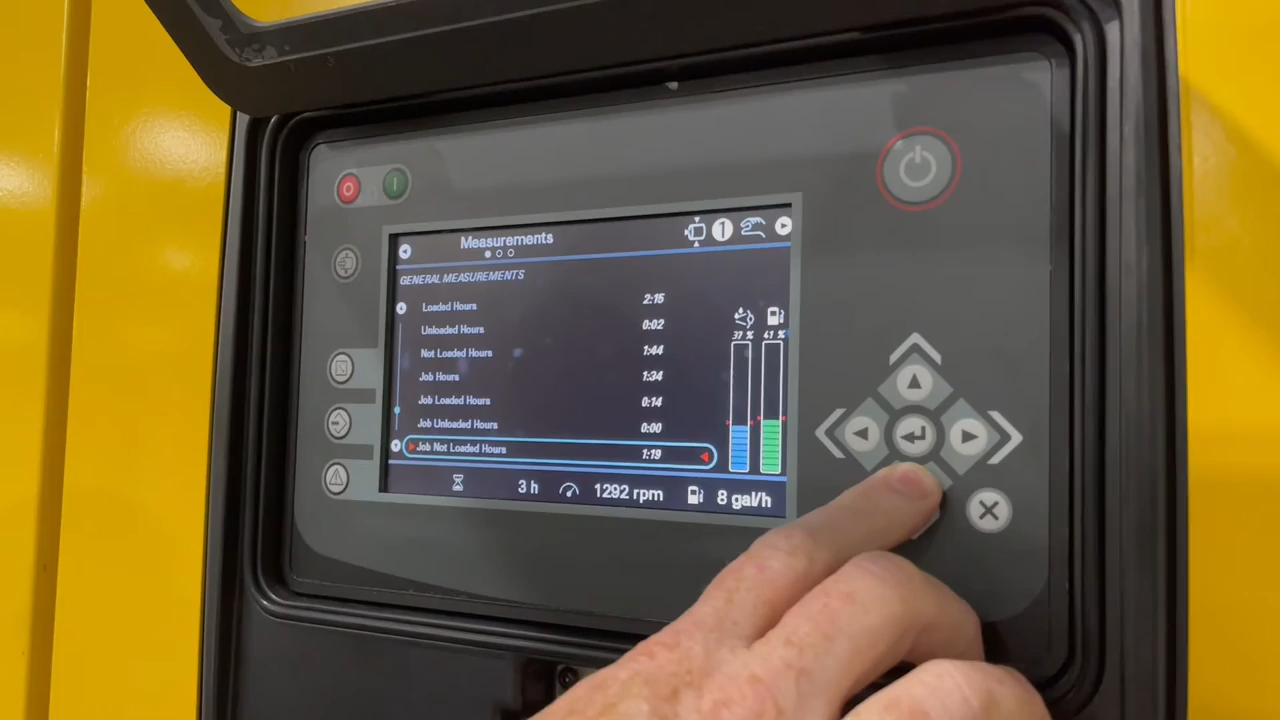 Measurements
1
GENERAL MEASUREMENTS
Loaded Hours 2:15
Unloaded Hours 0:02
Not Loaded Hours 1:44
Job Hours 1:34
Job Loaded Hours 0:14
Job Unloaded Hours 0:00
Job Not Loaded Hours 1:19
37 % 41 %
3 h 1292 rpm 8 gal/h